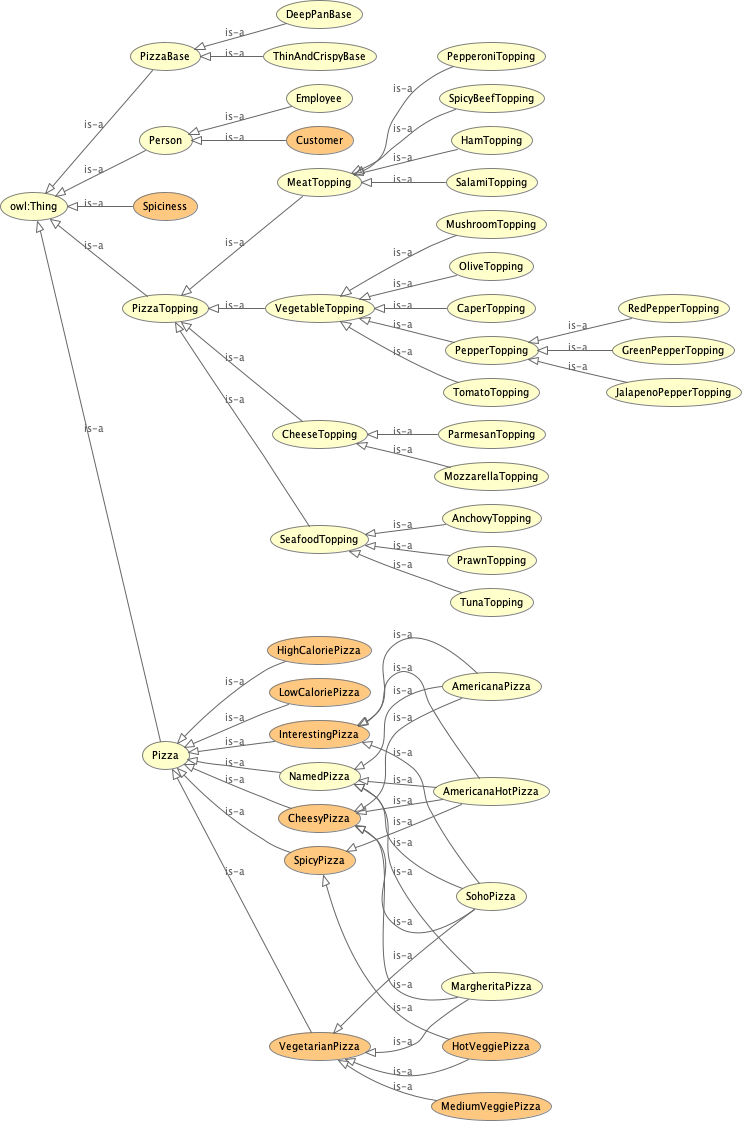 DeepPanBase
is-a
PizzaBase
is-a
ThinAndCrispyBase
PepperoniTopping
is-a
Employee
SpicyBeefTopping
is-a
is-a
is-a
Person
is-a
Customer
HamTopping
is-a
is-a
MeatTopping
is-a
SalamiTopping
owl:Thing
is-a
Spiciness
MushroomTopping
is-a
is-a
is-a
OliveTopping
is-a
PizzaTopping
is-a
VegetableTopping
is-a
CaperTopping
RedPepperTopping
is-a
is-a
PepperTopping
is-a
GreenPepperTopping
is-a
is-a
is-a
TomatoTopping
JalapenoPepperTopping
is-a
is-a
CheeseTopping
is-a
ParmesanTopping
is-a
MozzarellaTopping
AnchovyTopping
is-a
SeafoodTopping
is-a
PrawnTopping
is-a
TunaTopping
is-a
HighCaloriePizza
is-a
is-a
AmericanaPizza
LowCaloriePizza
is-a
is-a
is-a
InterestingPizza
is-a
Pizza
is-a
is-a
NamedPizza
is-a
AmericanaHotPizza
is-a
is-a
is-a
CheesyPizza
is-a
is-a
SpicyPizza
is-a
is-a
SohoPizza
is-a
is-a
is-a
MargheritaPizza
is-a
is-a
VegetarianPizza
HotVeggiePizza
is-a
is-a
MediumVeggiePizza